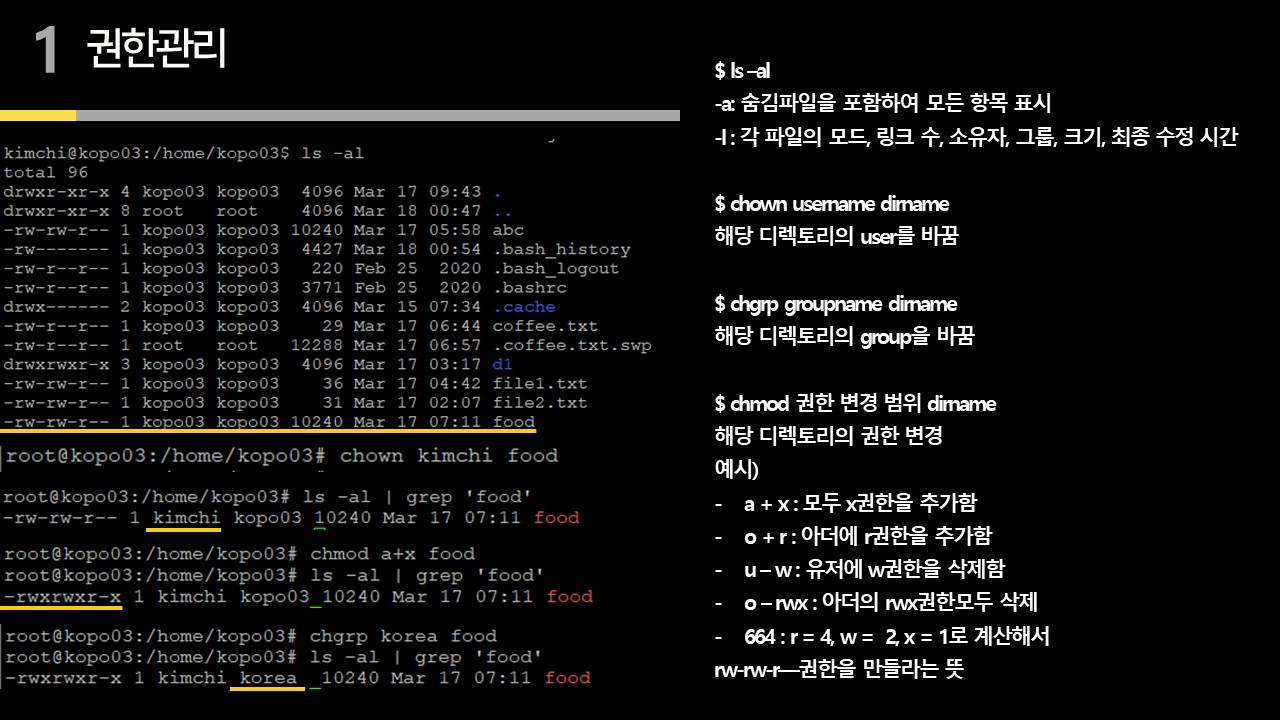 1 권한관리
kimchi@kopo03:/home/kopo03$ ls -al
total 96
drwxr-xr-x 4 kopo03 kopo03 4096 Mar 17 09:43 .
drwxr-xr-x 8 root root 4096 Mar 18 00:47 ..
-rw-rw-r-- 1 kopo03 kopo03 10240 Mar 17 05:58 abc
-rw------- 1 kopo03 kopo03 4427 Mar 18 00:54 .bash_history
-rw-r--r-- 1 kopo03 kopo03 220 Feb 25 2020 .bash_logout
-rw-r--r-- 1 kopo03 kopo03 3771 Feb 25 2020 .bashrc
drwx------ 2 kopo03 kopo03 4096 Mar 15 07:34 .cache
-rw-r--r-- 1 kopo03 kopo03 29 Mar 17 06:44 coffee.txt
-rw-r--r-- 1 root root 12288 Mar 17 06:57 .coffee.txt.swp
drwxrwxr-x 3 kopo03 kopo03 4096 Mar 17 03:17 d1
-rw-rw-r-- 1 kopo03 kopo03 36 Mar 17 04:42 file1.txt
-rw-rw-r-- 1 kopo03 kopo03 31 Mar 17 02:07 file2.txt
-rw-rw-r-- 1 kopo03 kopo03 10240 Mar 17 07:11 food
root@kopo03:/home/kopo03# chown kimchi food
root@kopo03:/home/kopo03# ls -al | grep 'food'
-rw-rw-r-- 1 kimchi kopo03 10240 Mar 17 07:11 food
root@kopo03:/home/kopo03# chmod a+x food
root@kopo03:/home/kopo03# ls -al | grep 'food'
-rwxrwxr-x 1 kimchi kopo03 10240 Mar 17 07:11 food
root@kopo03:/home/kopo03# chgrp korea food
root@kopo03:/home/kopo03# ls -al | grep 'food'
-rwxrwxr-x 1 kimchi korea 10240 Mar 17 07:11 food
$ ls –al
-a: 숨김파일을 포함하여 모든 항목 표시
-l : 각 파일의 모드, 링크 수, 소유자, 그룹, 크기, 최종 수정 시간
$ chown username dirname
해당 디렉토리의 user를 바꿈
$ chgrp groupname dirname
해당 디렉토리의 group을 바꿈
$ chmod 권한 변경 범위 dirname
해당 디렉토리의 권한 변경
예시)
- a + x : 모두 x권한을 추가함
- o + r : 아더에 r권한을 추가함
- u – w : 유저에 w권한을 삭제함
- o – rwx : 아더의 rwx권한모두 삭제
- 664 : r = 4, w = 2, x = 1로 계산해서
rw-rw-r—권한을 만들라는 뜻